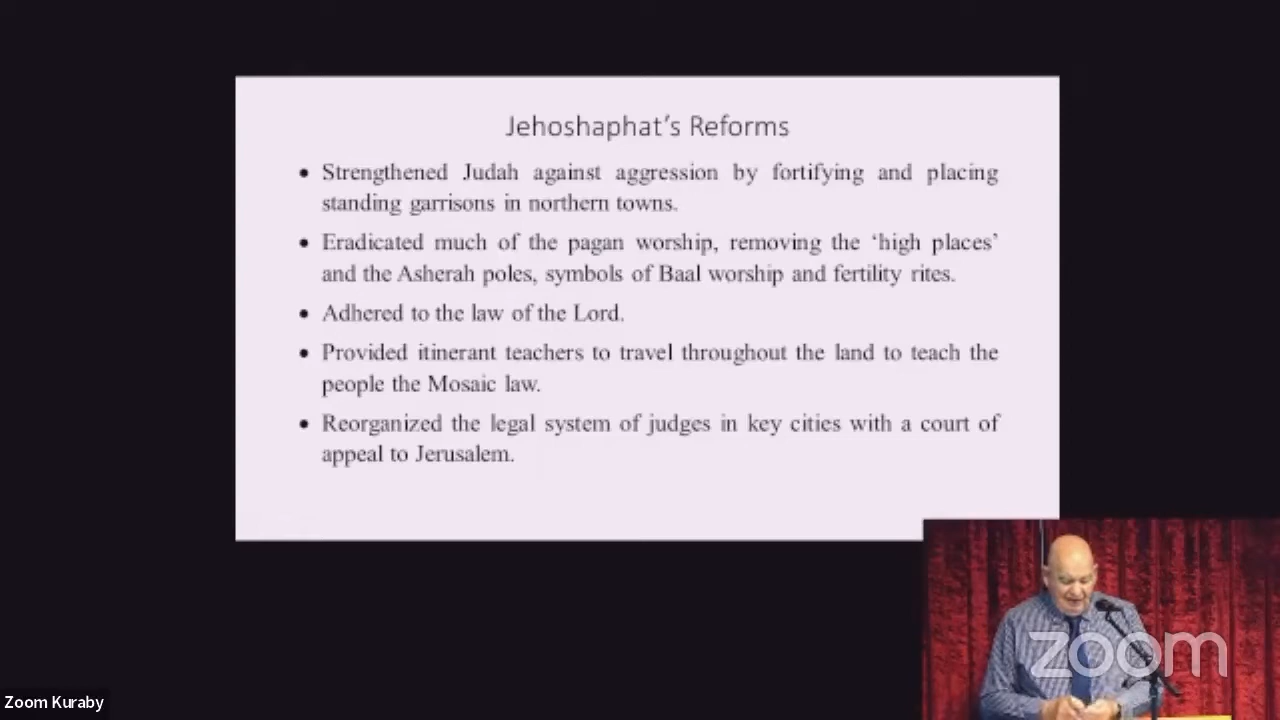 Jehoshaphat's Reforms
• Strengthened Judah against aggression by fortifying and placing
standing garrisons in northern towns.
• Eradicated much of the pagan worship, removing the ‘high places’
and the Asherah poles, symbols of Baal worship and fertility rites.
• Adhered to the law of the Lord.
• Provided itinerant teachers to travel throughout the land to teach the
people the Mosaic law.
• Reorganized the legal system of judges in key cities with a court of
appeal to Jerusalem.
zoom
Zoom Kuraby